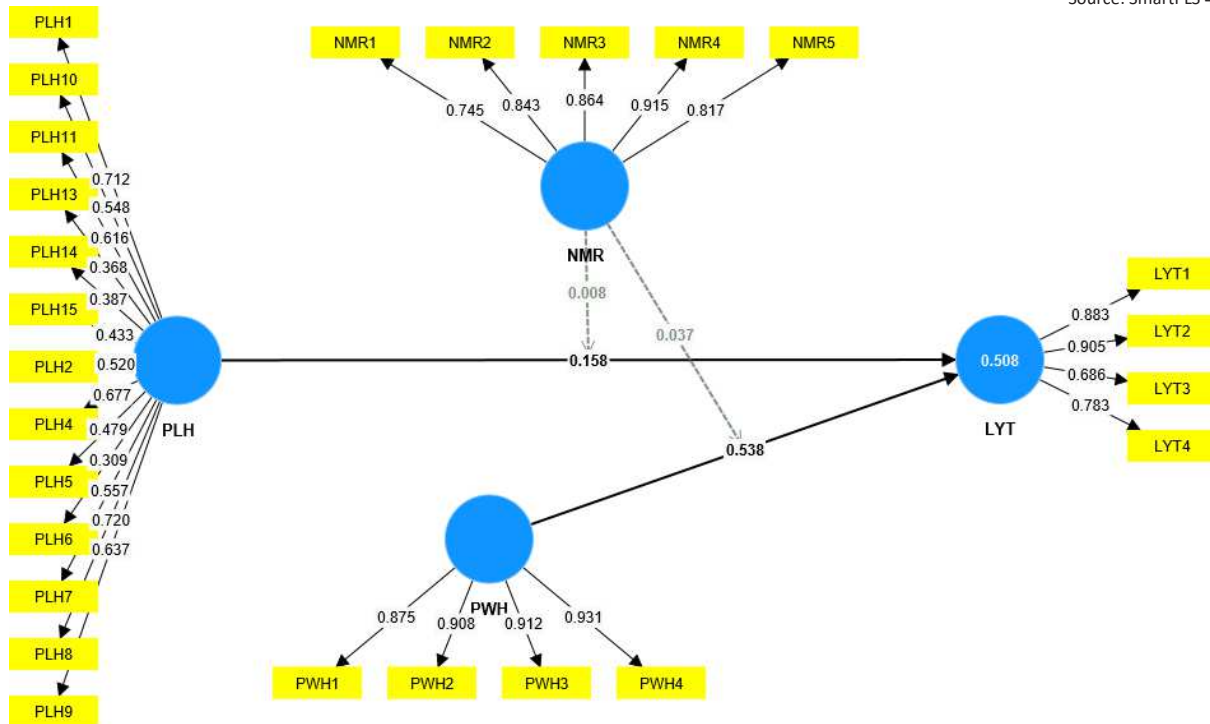 PLH1
PLH10
PLH11
PLH13
PLH14
PLH15
PLH2
PLH4
PLH5
PLH6
PLH7
PLH8
PLH9
0.712
0.548
0.616
0.368
0.387
0.433
0.520
0.677
0.479
0.309
0.557
0.720
0.637
PLH
NMR1 NMR2 NMR3 NMR4 NMR5
0.745 0.843 0.864 0.915 0.817
NMR
0.008
0.037
0.158
0.538
PWH
0.875 0.908 0.912 0.931
PWH1 PWH2 PWH3 PWH4
0.508
LYT
0.883
0.905
0.686
0.783
LYT1
LYT2
LYT3
LYT4